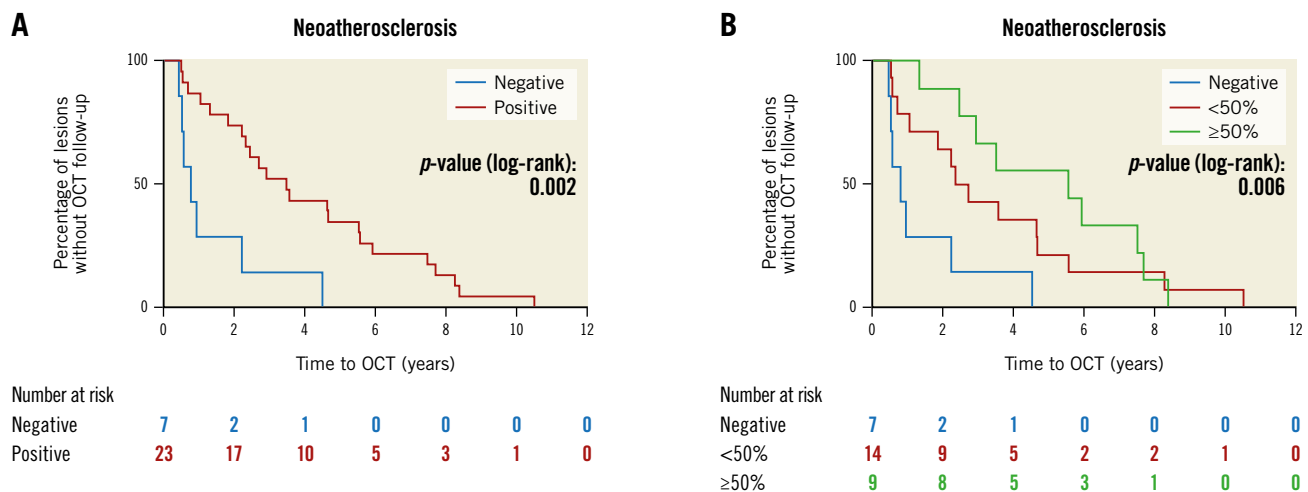 A
Neoatherosclerosis
Percentage of lesions
without OCT follow-up
100
50
0
Negative
Positive
p-value (log-rank):
0.002
0 2 4 6 8 10 12
Time to OCT (years)
Number at risk
Negative 7 2 1 0 0 0 0
Positive 23 17 10 5 3 1 0
B
Neoatherosclerosis
Percentage of lesions
without OCT follow-up
100
50
0
Negative
<50%
≥50%
p-value (log-rank):
0.006
0 2 4 6 8 10 12
Time to OCT (years)
Number at risk
Negative 7 2 1 0 0 0 0
<50% 14 9 5 2 2 1 0
≥50% 9 8 5 3 1 0 0